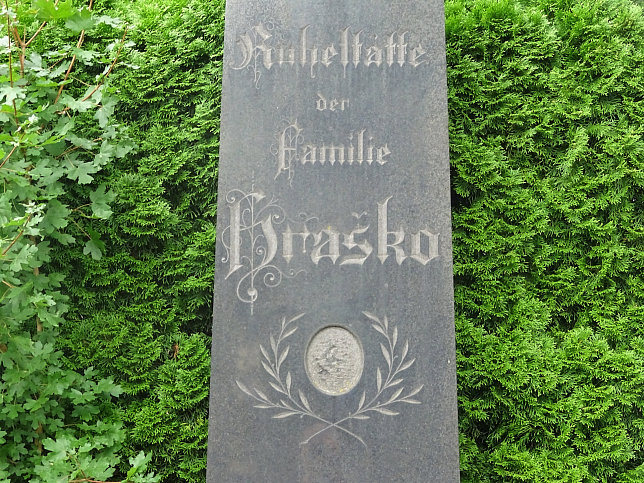 Ruhestätte
der
Familie
Hraško